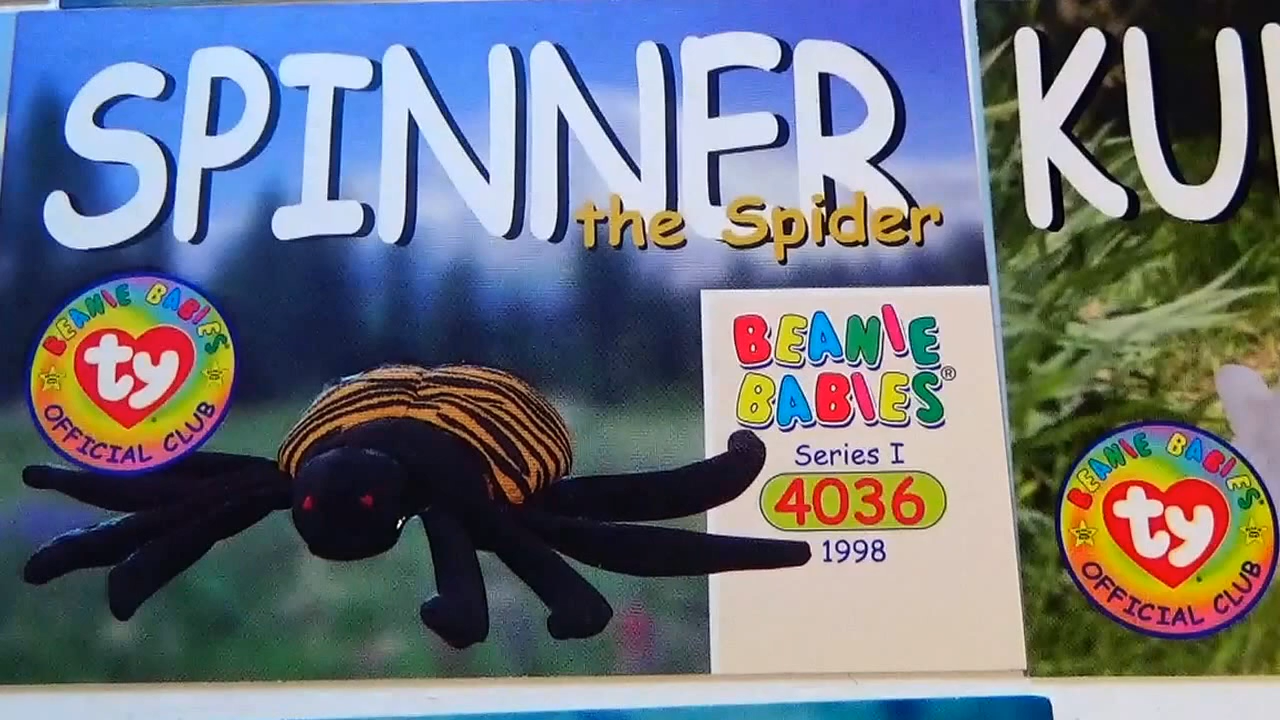 SPINNER
the Spider
BEANIE BABIES
ty
OFFICIAL CLUB
BEANIE
BABIES®
Series I
4036
1998
KU
BEANIE BABIES
ty
OFFICIAL CLUB